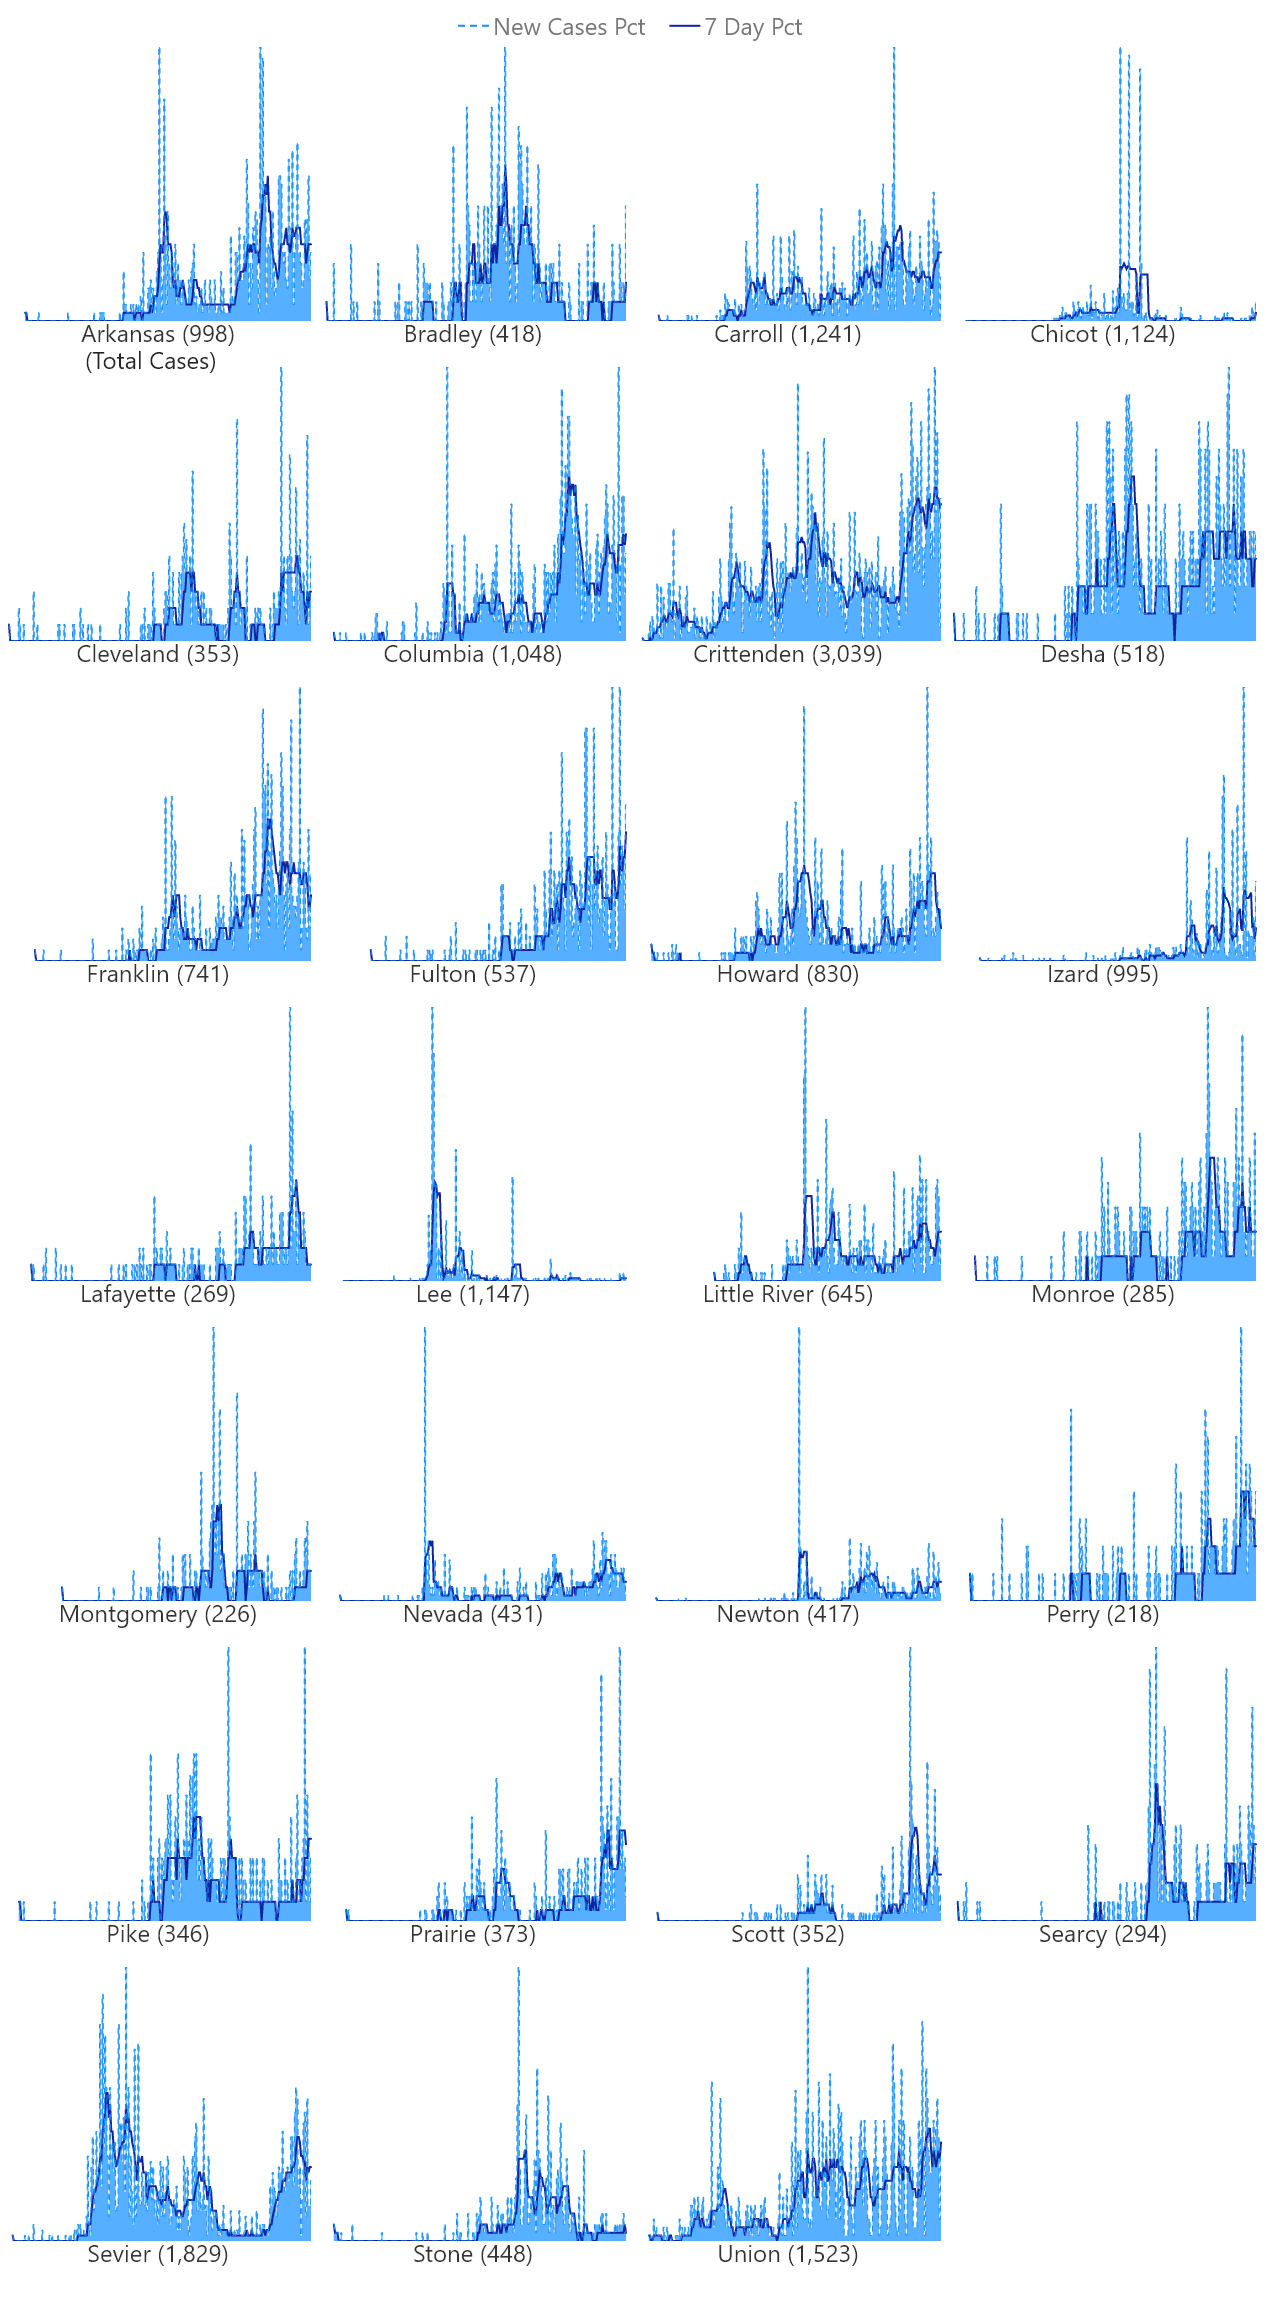 New Cases Pct 7 Day Pct
Arkansas (998) Bradley (418) Carroll (1,241) Chicot (1,124)
(Total Cases)
Cleveland (353) Columbia (1,048) Crittenden (3,039) Desha (518)
Franklin (741) Fulton (537) Howard (830) Izard (995)
Lafayette (269) Lee (1,147) Little River (645) Monroe (285)
Montgomery (226) Nevada (431) Newton (417) Perry (218)
Pike (346) Prairie (373) Scott (352) Searcy (294)
Sevier (1,829) Stone (448) Union (1,523)